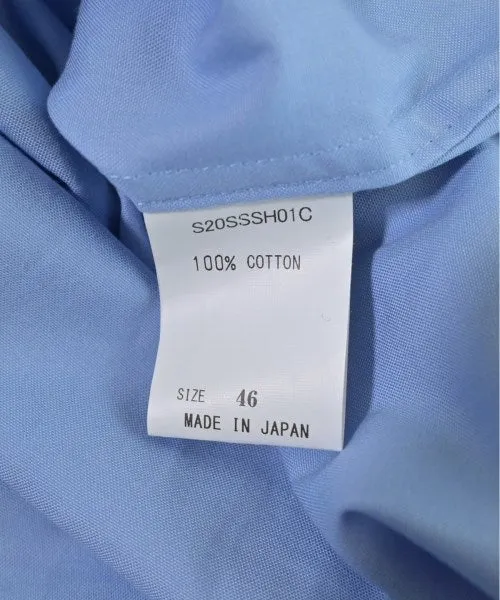 S20SSSH01C
100% COTTON
SIZE 46
MADE IN JAPAN